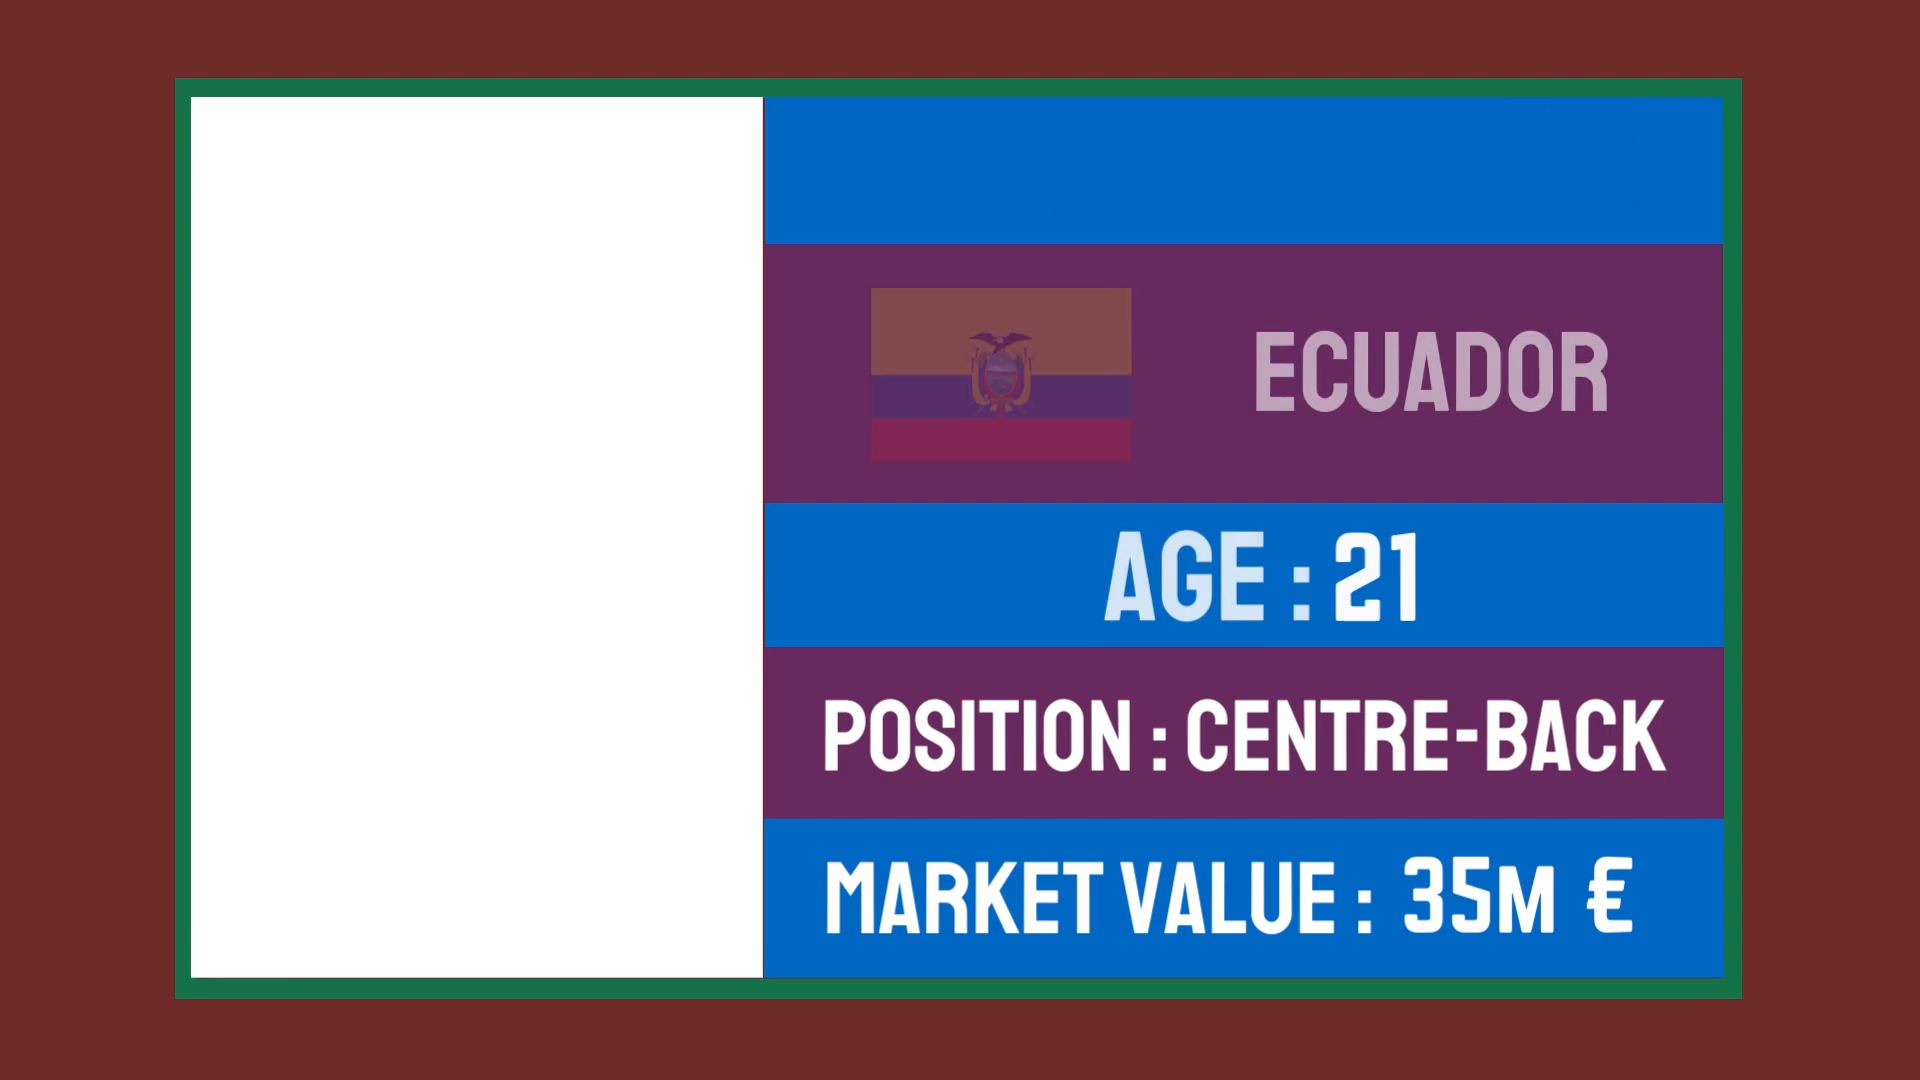 ECUADOR
AGE : 21
POSITION : CENTRE-BACK
MARKET VALUE : 35M €